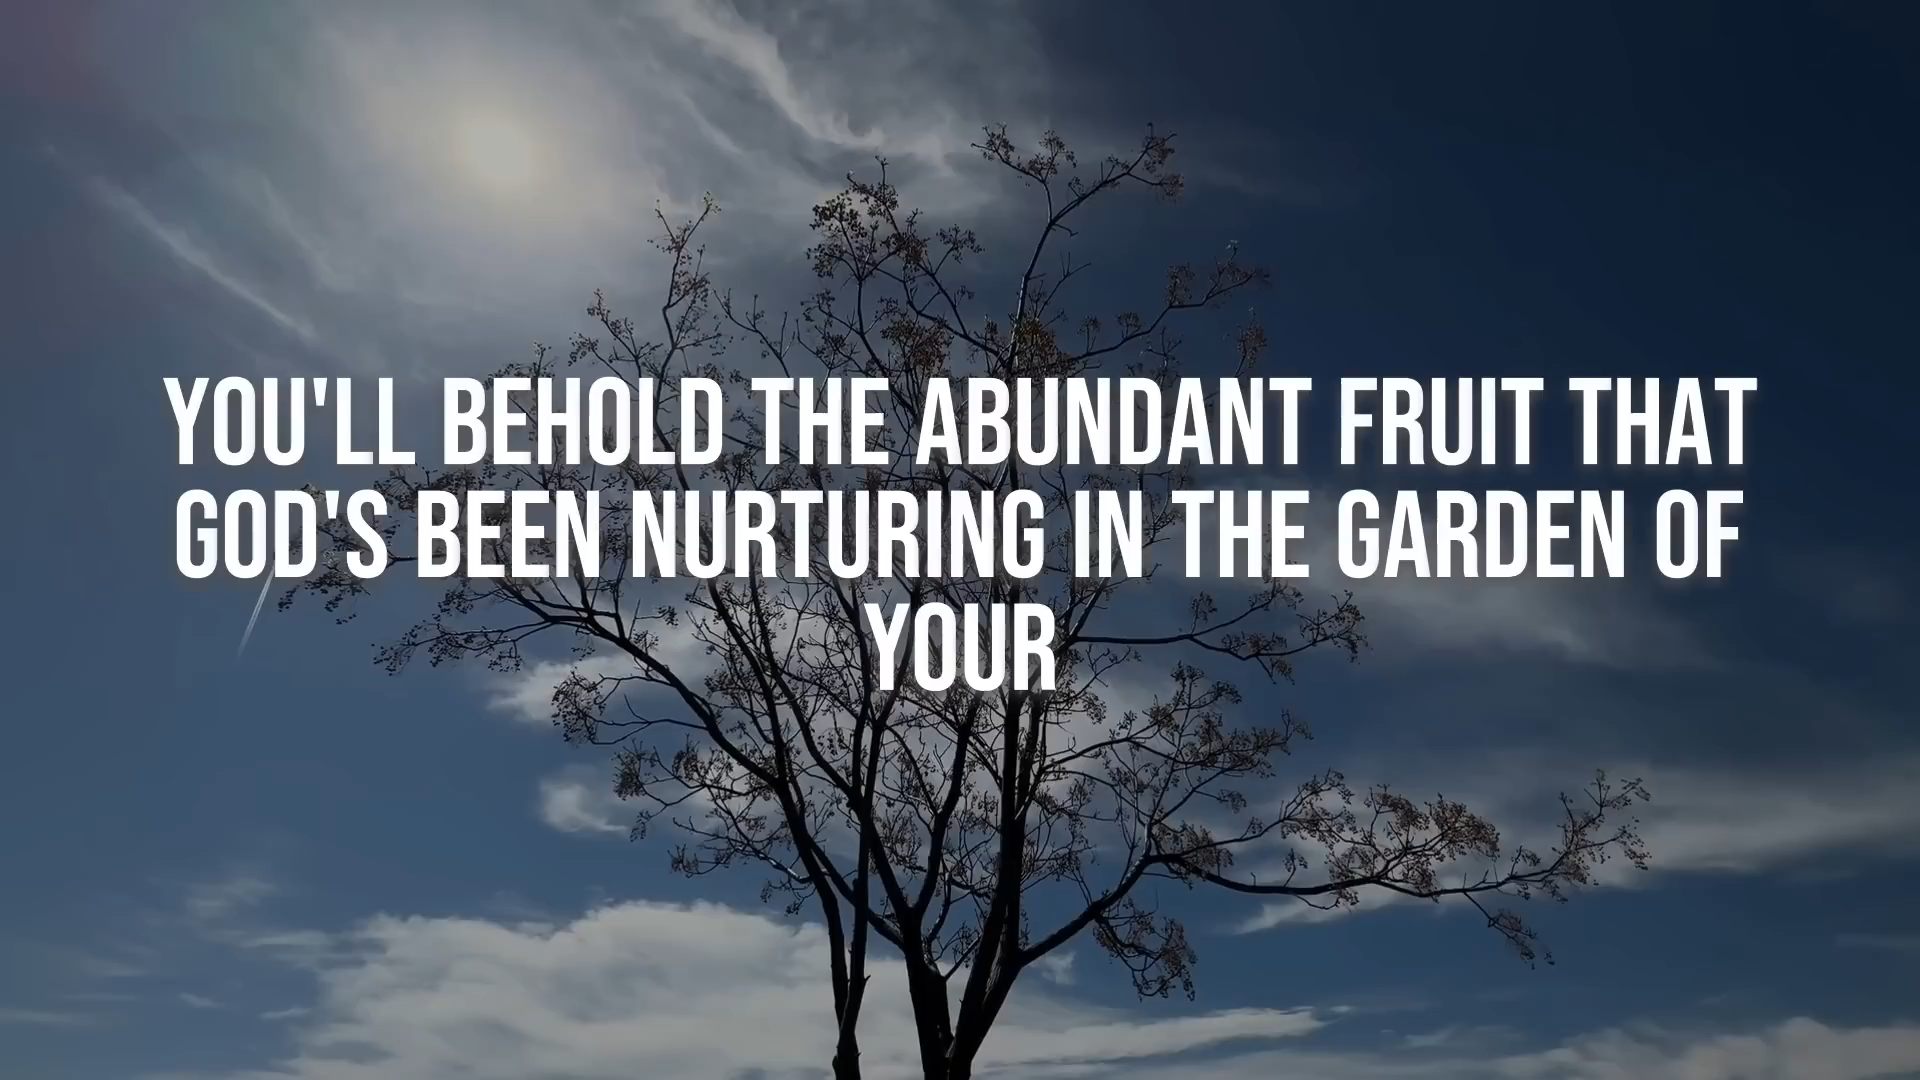 YOU'LL BEHOLD THE ABUNDANT FRUIT THAT
GOD'S BEEN NURTURING IN THE GARDEN OF
YOUR